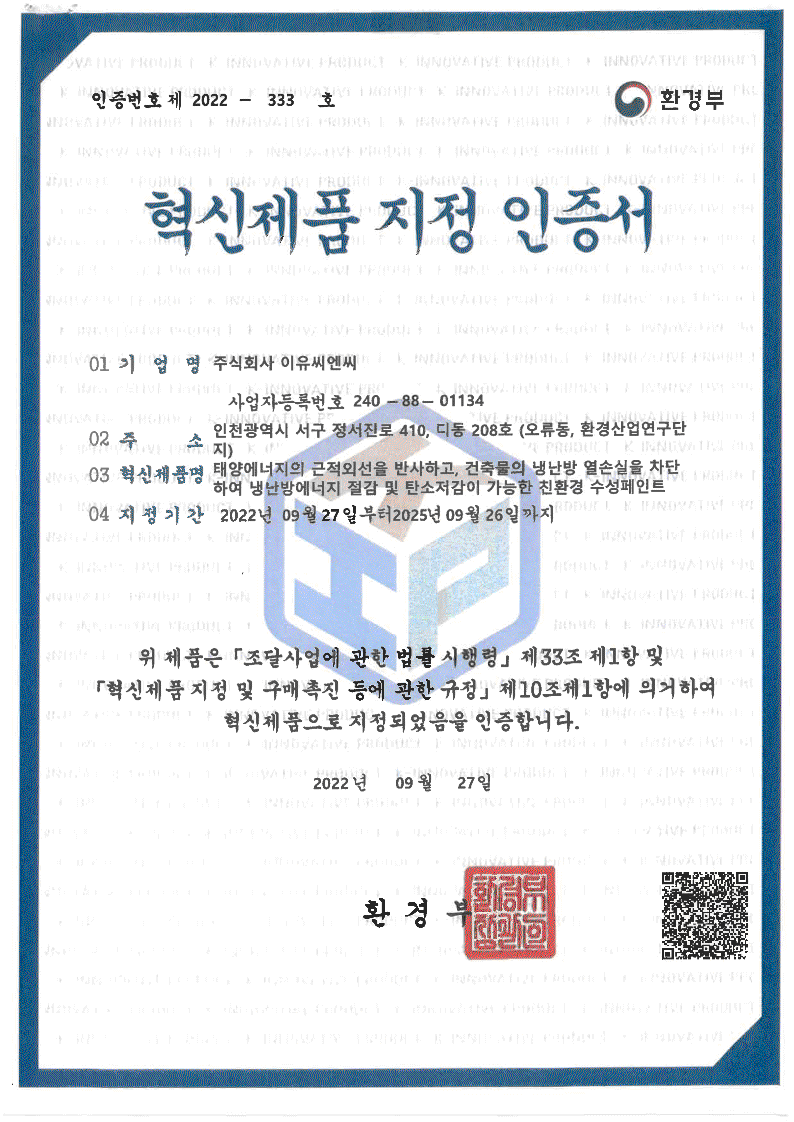 인증번호 제 2022 - 333 호
환경부
혁신제품 지정 인증서
01 기 업 명 주식회사 이유씨엔씨
사업자등록번호 240 - 88 - 01134
02 주 소 인천광역시 서구 정서진로 410, 디동 208호 (오류동, 환경산업연구단
지)
03 혁신제품명 태양에너지의 근적외선을 반사하고, 건축물의 냉난방 열손실을 차단
하여 냉난방에너지 절감 및 탄소저감이 가능한 친환경 수성페인트
04 지정기간 2022년 09월 27일부터2025년 09월 26일까지
위 제품은 「조달사업에 관한 법률 시행령」 제33조 제1항 및
「혁신제품 지정 및 구매촉진 등에 관한 규정」 제10조제1항에 의거하여
혁신제품으로 지정되었음을 인증합니다.
2022년 09월 27일
환 경 부